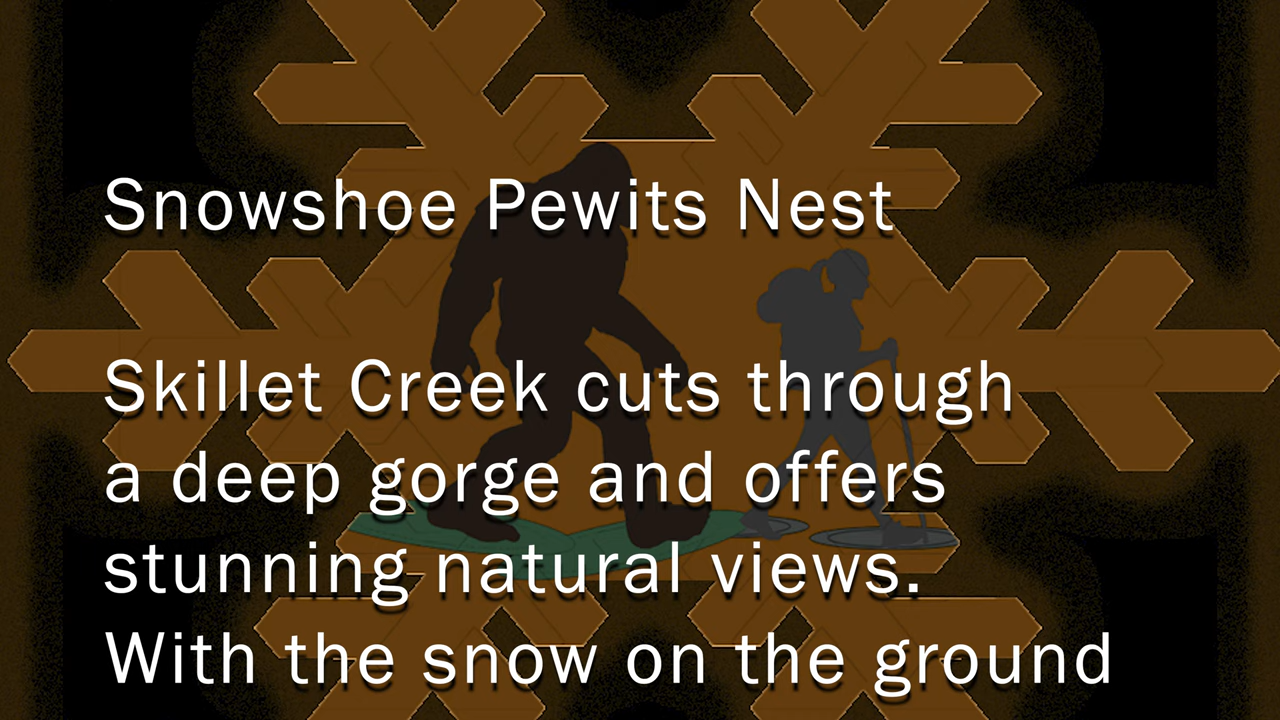 Snowshoe Pewits Nest
Skillet Creek cuts through
a deep gorge and offers
stunning natural views.
With the snow on the ground